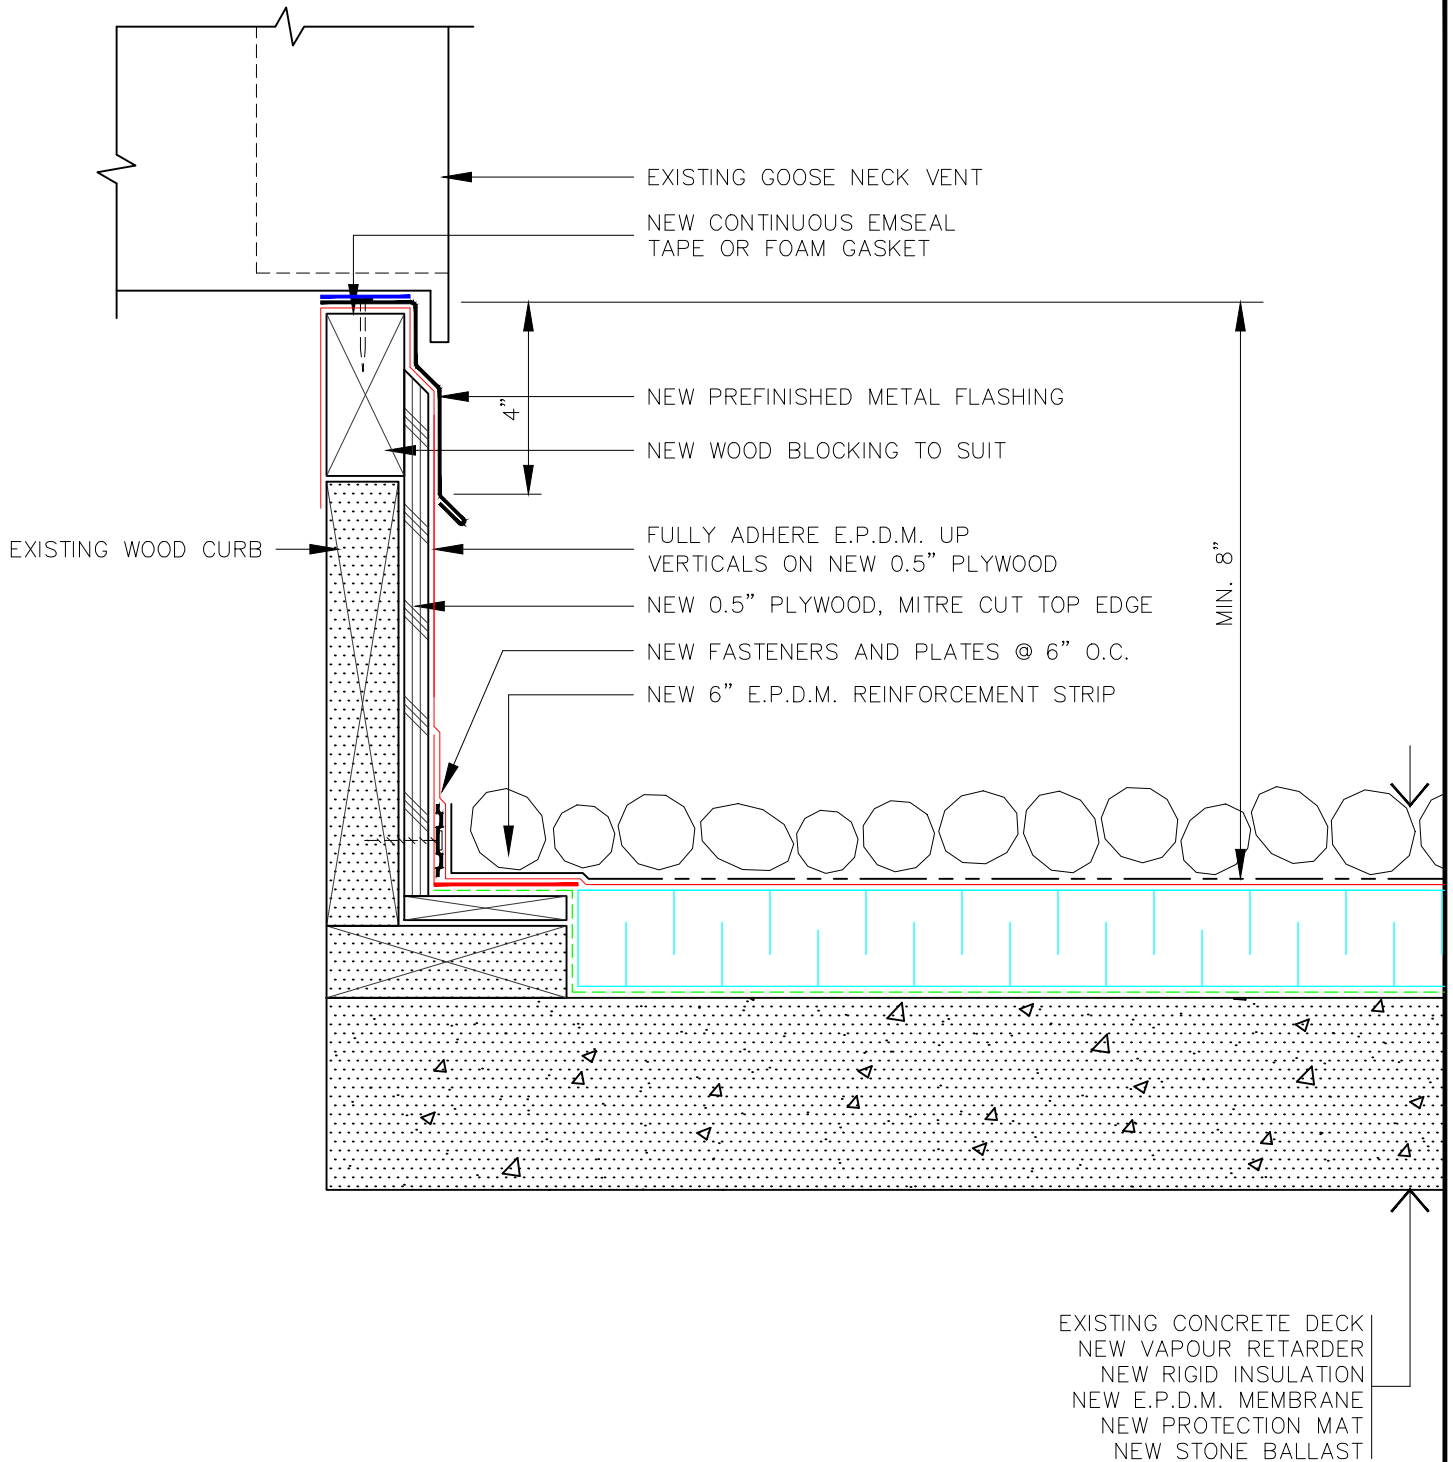 EXISTING GOOSE NECK VENT
NEW CONTINUOUS EMSEAL
TAPE OR FOAM GASKET
NEW PREFINISHED METAL FLASHING
4"
NEW WOOD BLOCKING TO SUIT
EXISTING WOOD CURB
FULLY ADHERE E.P.D.M. UP
VERTICALS ON NEW 0.5" PLYWOOD
MIN. 8"
NEW 0.5" PLYWOOD, MITRE CUT TOP EDGE
NEW FASTENERS AND PLATES @ 6" O.C.
NEW 6" E.P.D.M. REINFORCEMENT STRIP
EXISTING CONCRETE DECK
NEW VAPOUR RETARDER
NEW RIGID INSULATION
NEW E.P.D.M. MEMBRANE
NEW PROTECTION MAT
NEW STONE BALLAST